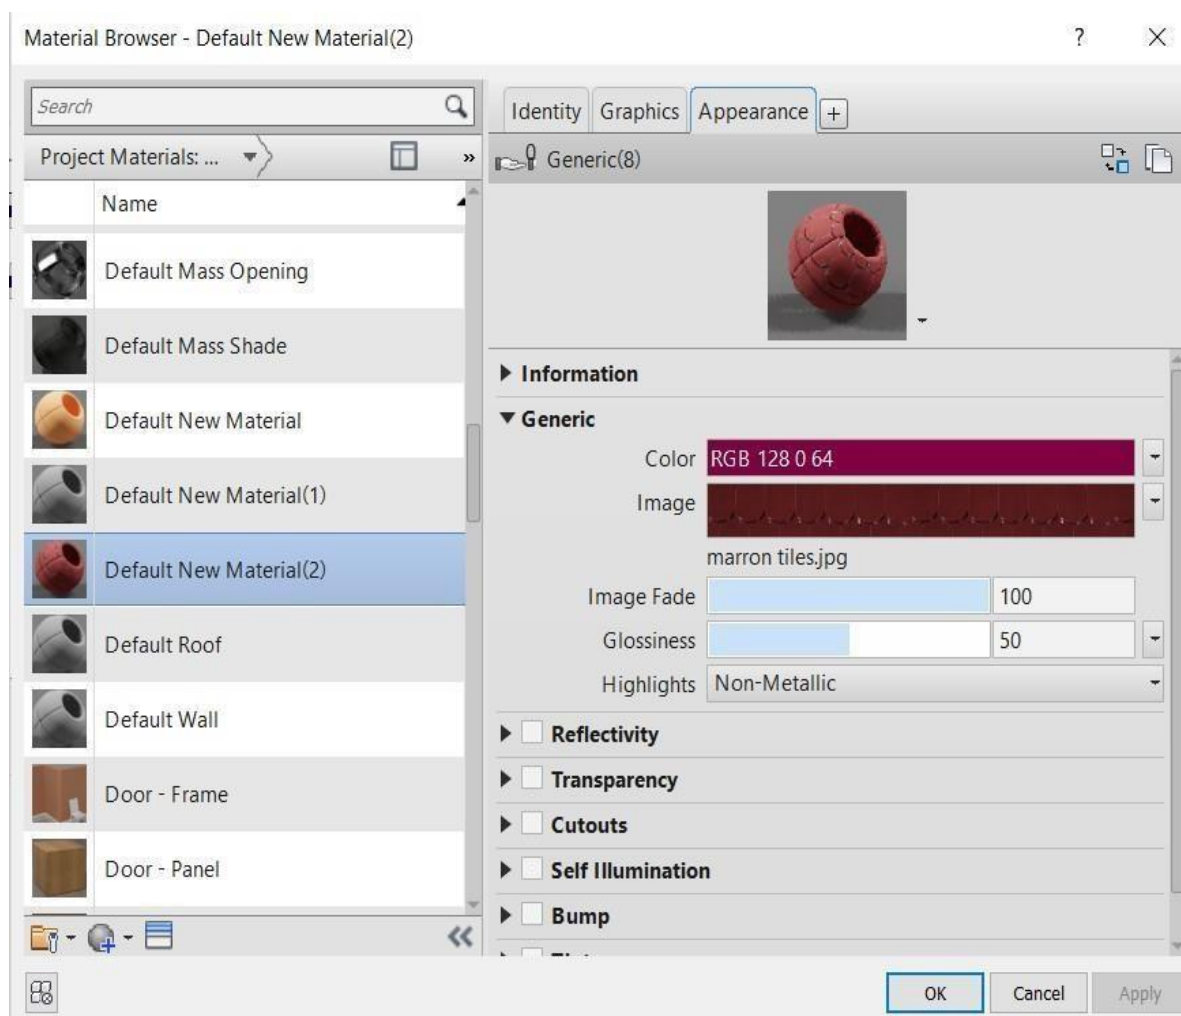 Material Browser - Default New Material(2)
?
Search
Project Materials: ...
»
Name
Default Mass Opening
Default Mass Shade
Default New Material
Default New Material(1)
Default New Material(2)
Default Roof
Default Wall
Door - Frame
Door - Panel
Identity
Graphics
Appearance
+
Generic(8)
Information
Generic
Color RGB 128 0 64
Image
marron tiles.jpg
Image Fade 100
Glossiness 50
Highlights Non-Metallic
Reflectivity
Transparency
Cutouts
Self Illumination
Bump
OK
Cancel
Apply